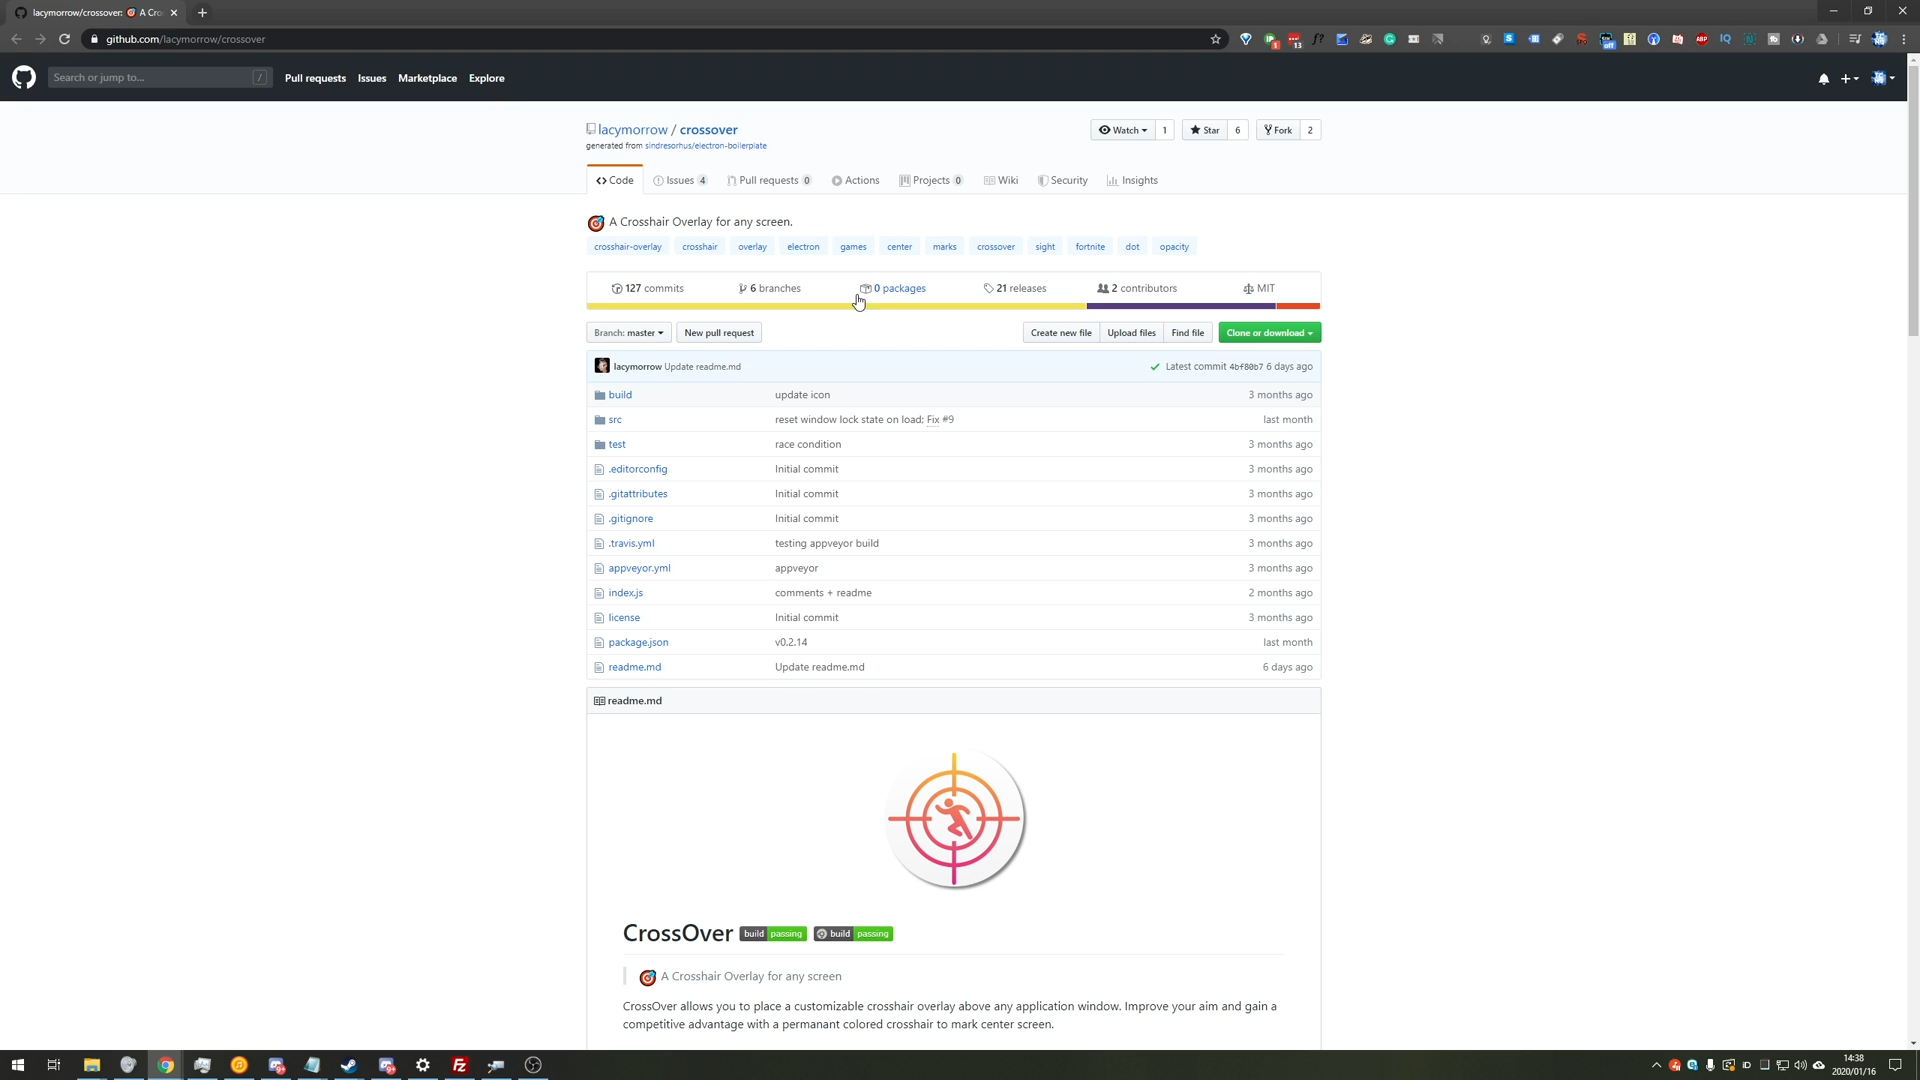 lacymorrow/crossover: A Cro
github.com/lacymorrow/crossover
Search or jump to... /
Pull requests Issues Marketplace Explore
lacymorrow / crossover
Watch 1 Star 6 Fork 2
generated from sindresorhus/electron-boilerplate
Code Issues 4 Pull requests 0 Actions Projects 0 Wiki Security Insights
A Crosshair Overlay for any screen.
crosshair-overlay crosshair overlay electron games center marks crossover sight fortnite dot opacity
127 commits 6 branches 0 packages 21 releases 2 contributors MIT
Branch: master New pull request Create new file Upload files Find file Clone or download
lacymorrow Update readme.md Latest commit 4bf80b7 6 days ago
build update icon 3 months ago
src reset window lock state on load; Fix #9 last month
test race condition 3 months ago
.editorconfig Initial commit 3 months ago
.gitattributes Initial commit 3 months ago
.gitignore Initial commit 3 months ago
.travis.yml testing appveyor build 3 months ago
appveyor.yml appveyor 3 months ago
index.js comments + readme 2 months ago
license Initial commit 3 months ago
package.json v0.2.14 last month
readme.md Update readme.md 6 days ago
readme.md
CrossOver build passing build passing
A Crosshair Overlay for any screen
CrossOver allows you to place a customizable crosshair overlay above any application window. Improve your aim and gain a
competitive advantage with a permanant colored crosshair to mark center screen.
14:38
2020/01/16